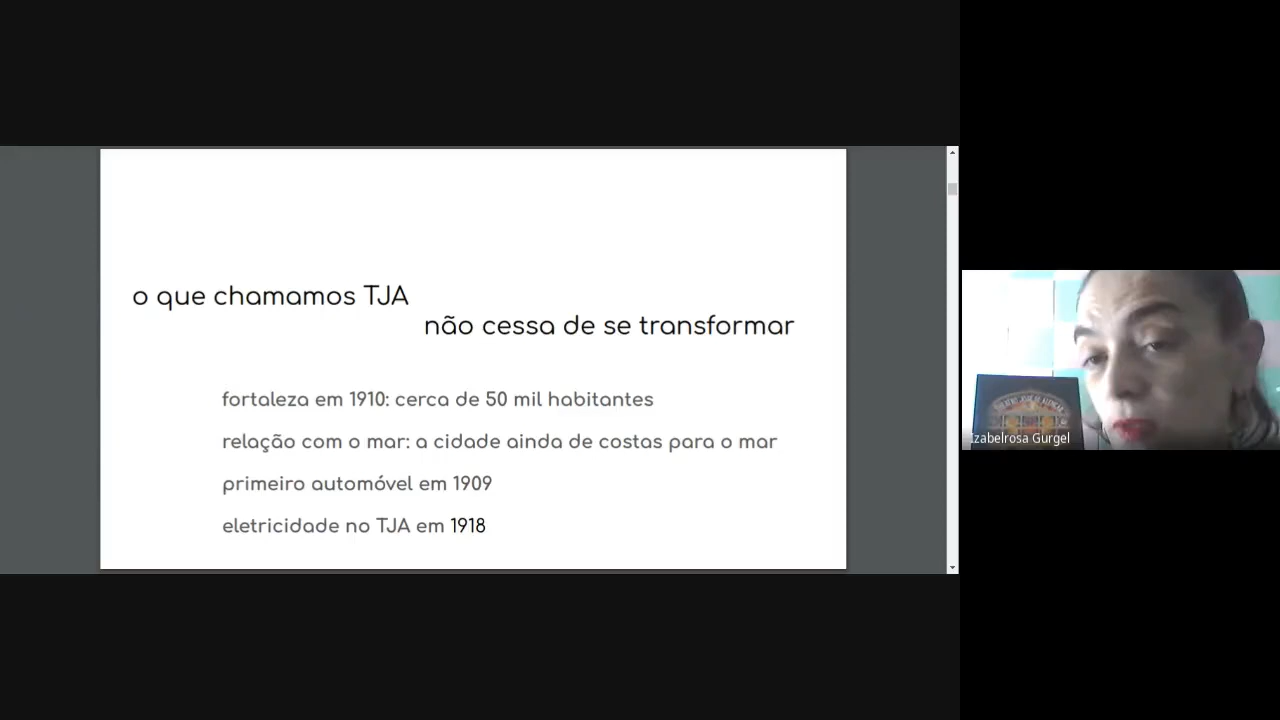 o que chamamos TJA
não cessa de se transformar
fortaleza em 1910: cerca de 50 mil habitantes
relação com o mar: a cidade ainda de costas para o mar
primeiro automóvel em 1909
eletricidade no TJA em 1918
Izabelrosa Gurgel